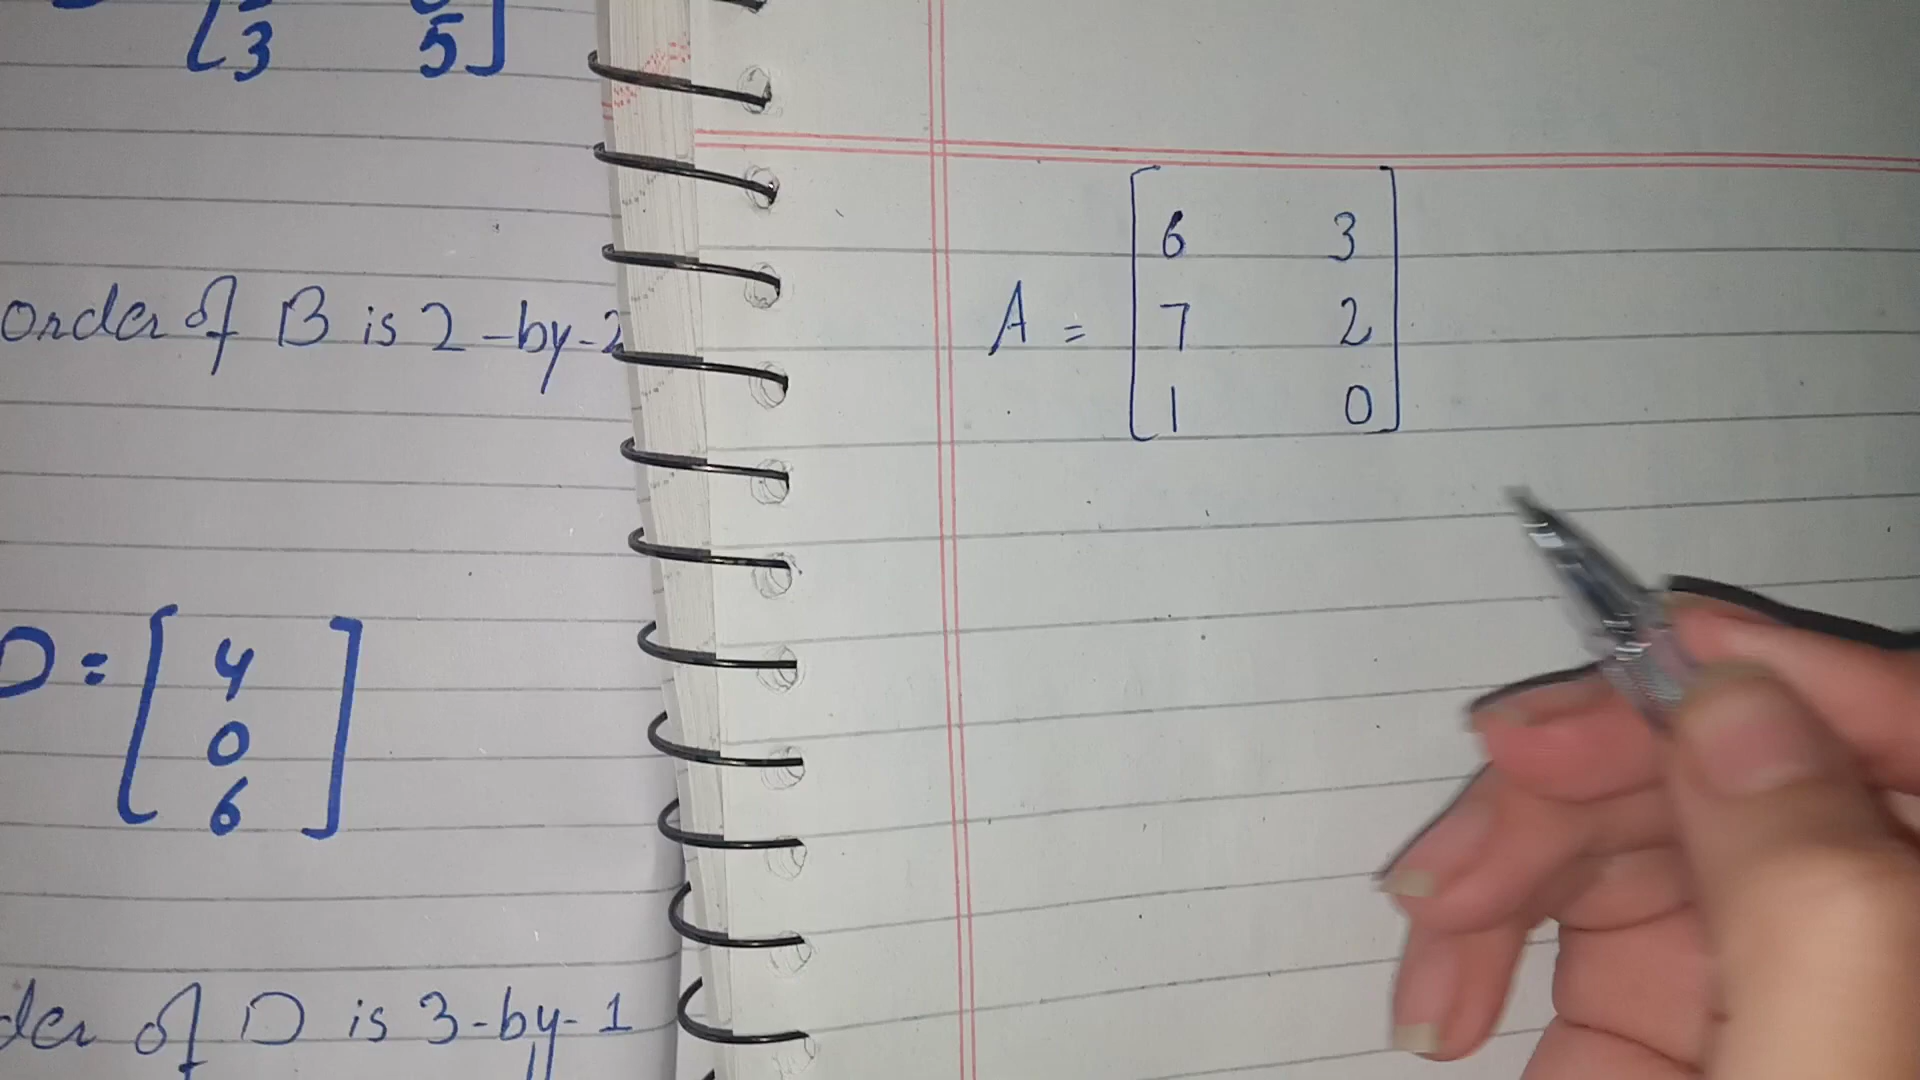 3 5
order of B is 2-by-2
D = 4
0
6
der of D is 3-by-1
6 3
A = 7 2
1 0